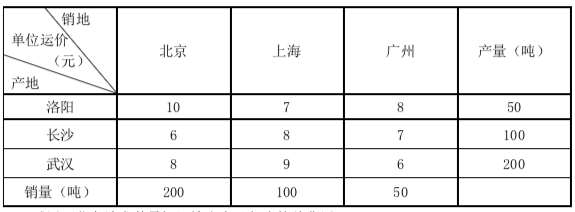 销地
单位运价
（元）
产地
北京 上海 广州 产量（吨）
洛阳 10 7 8 50
长沙 6 8 7 100
武汉 8 9 6 200
销量（吨） 200 100 50